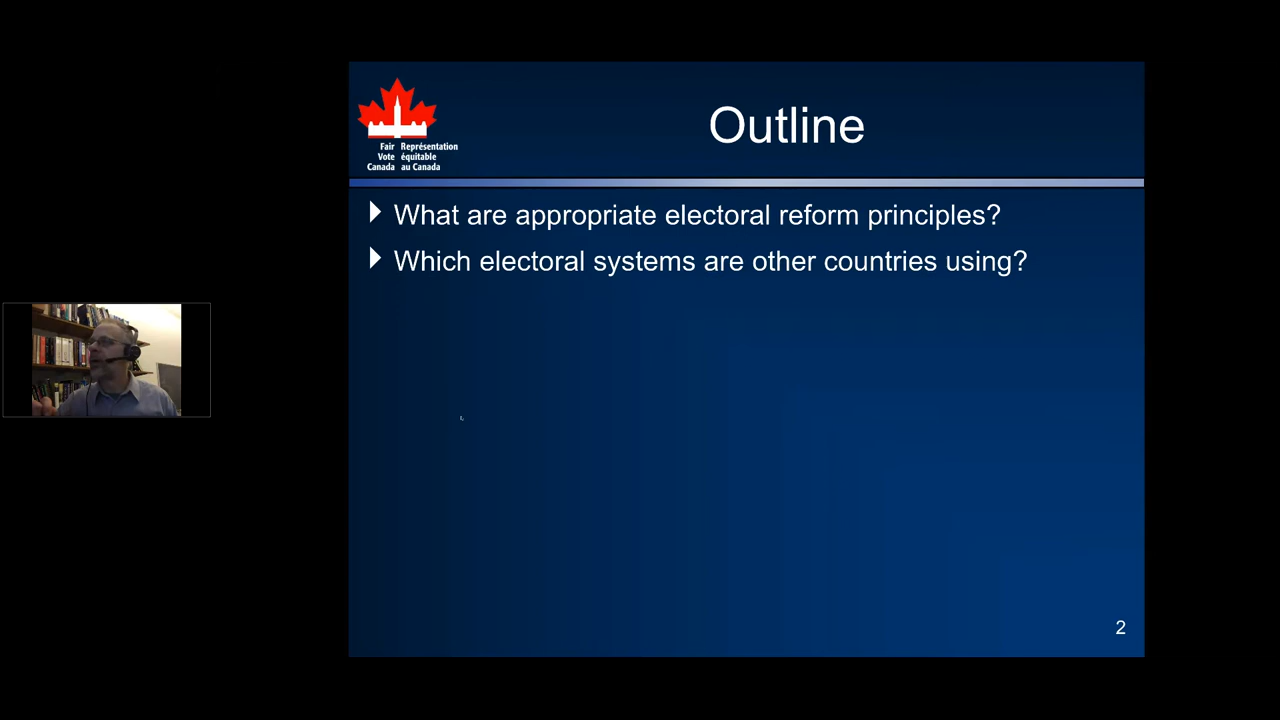 Fair Représentation
Vote équitable
Canada au Canada
Outline
What are appropriate electoral reform principles?
Which electoral systems are other countries using?
2